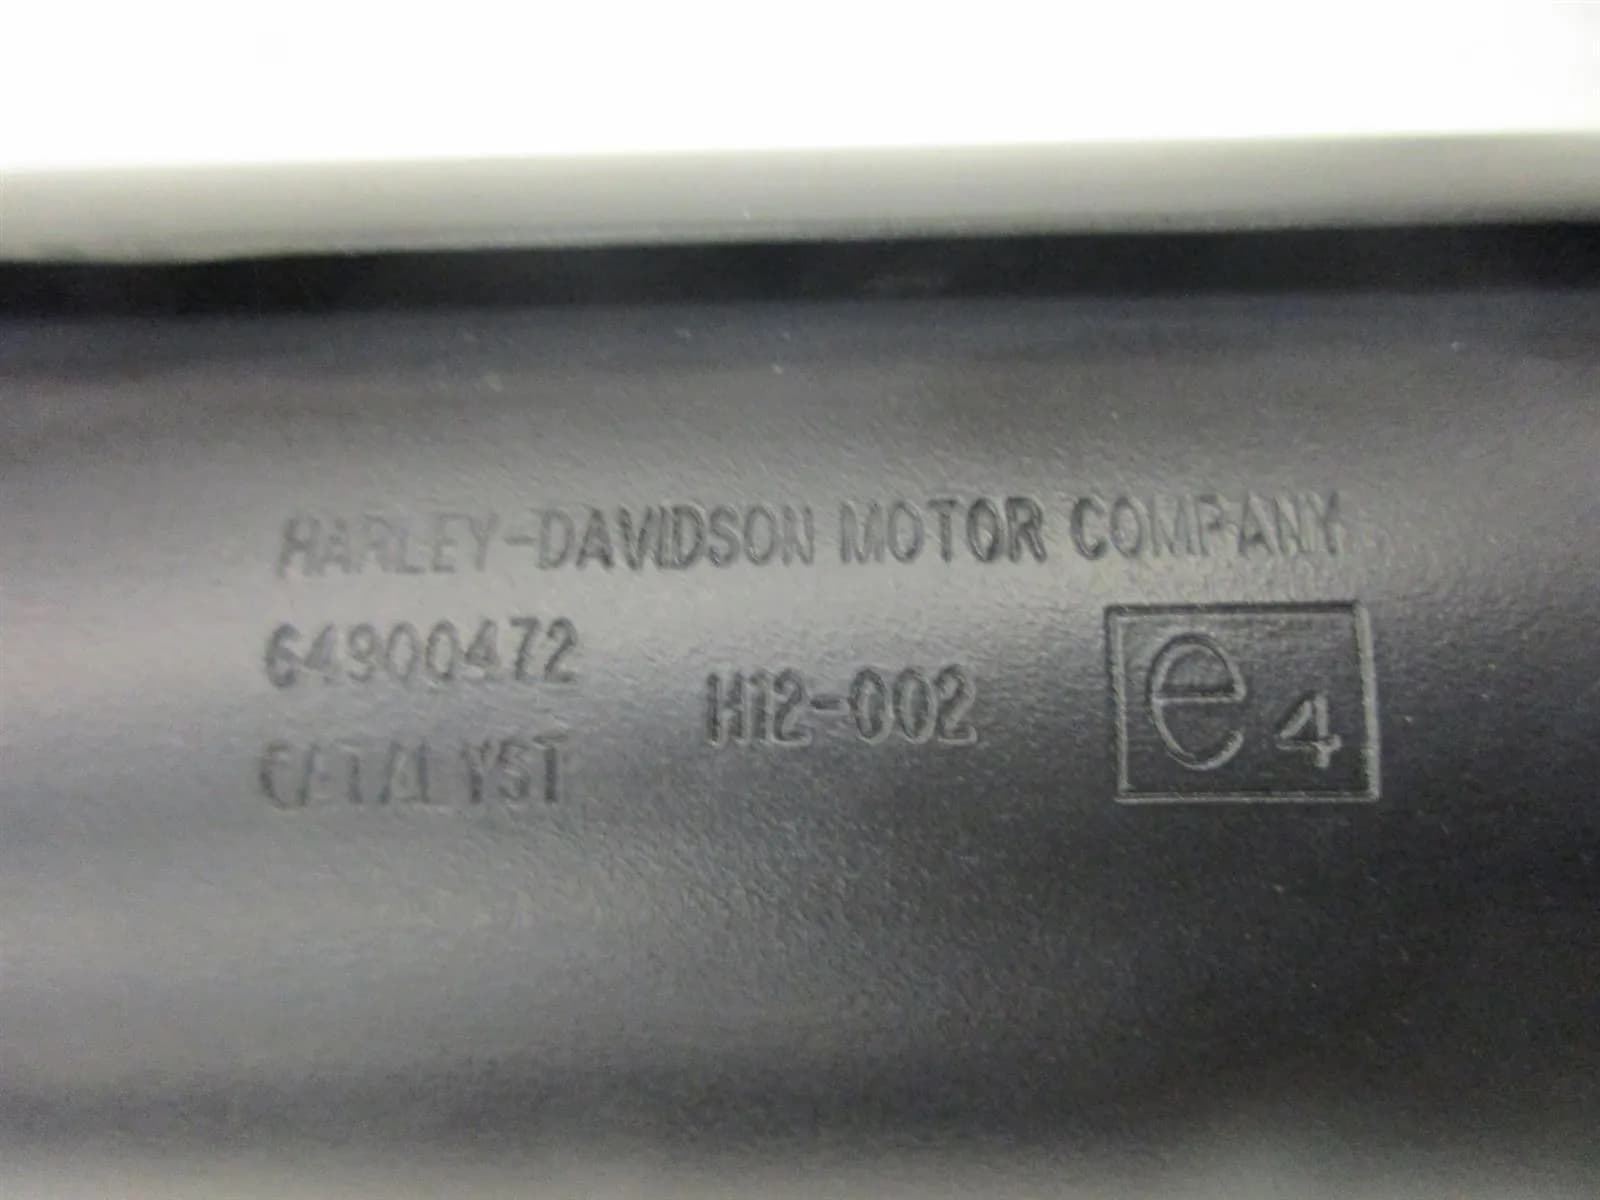 HARLEY-DAVIDSON MOTOR COMPANY
64900472
H12-002
e4
CATALYST